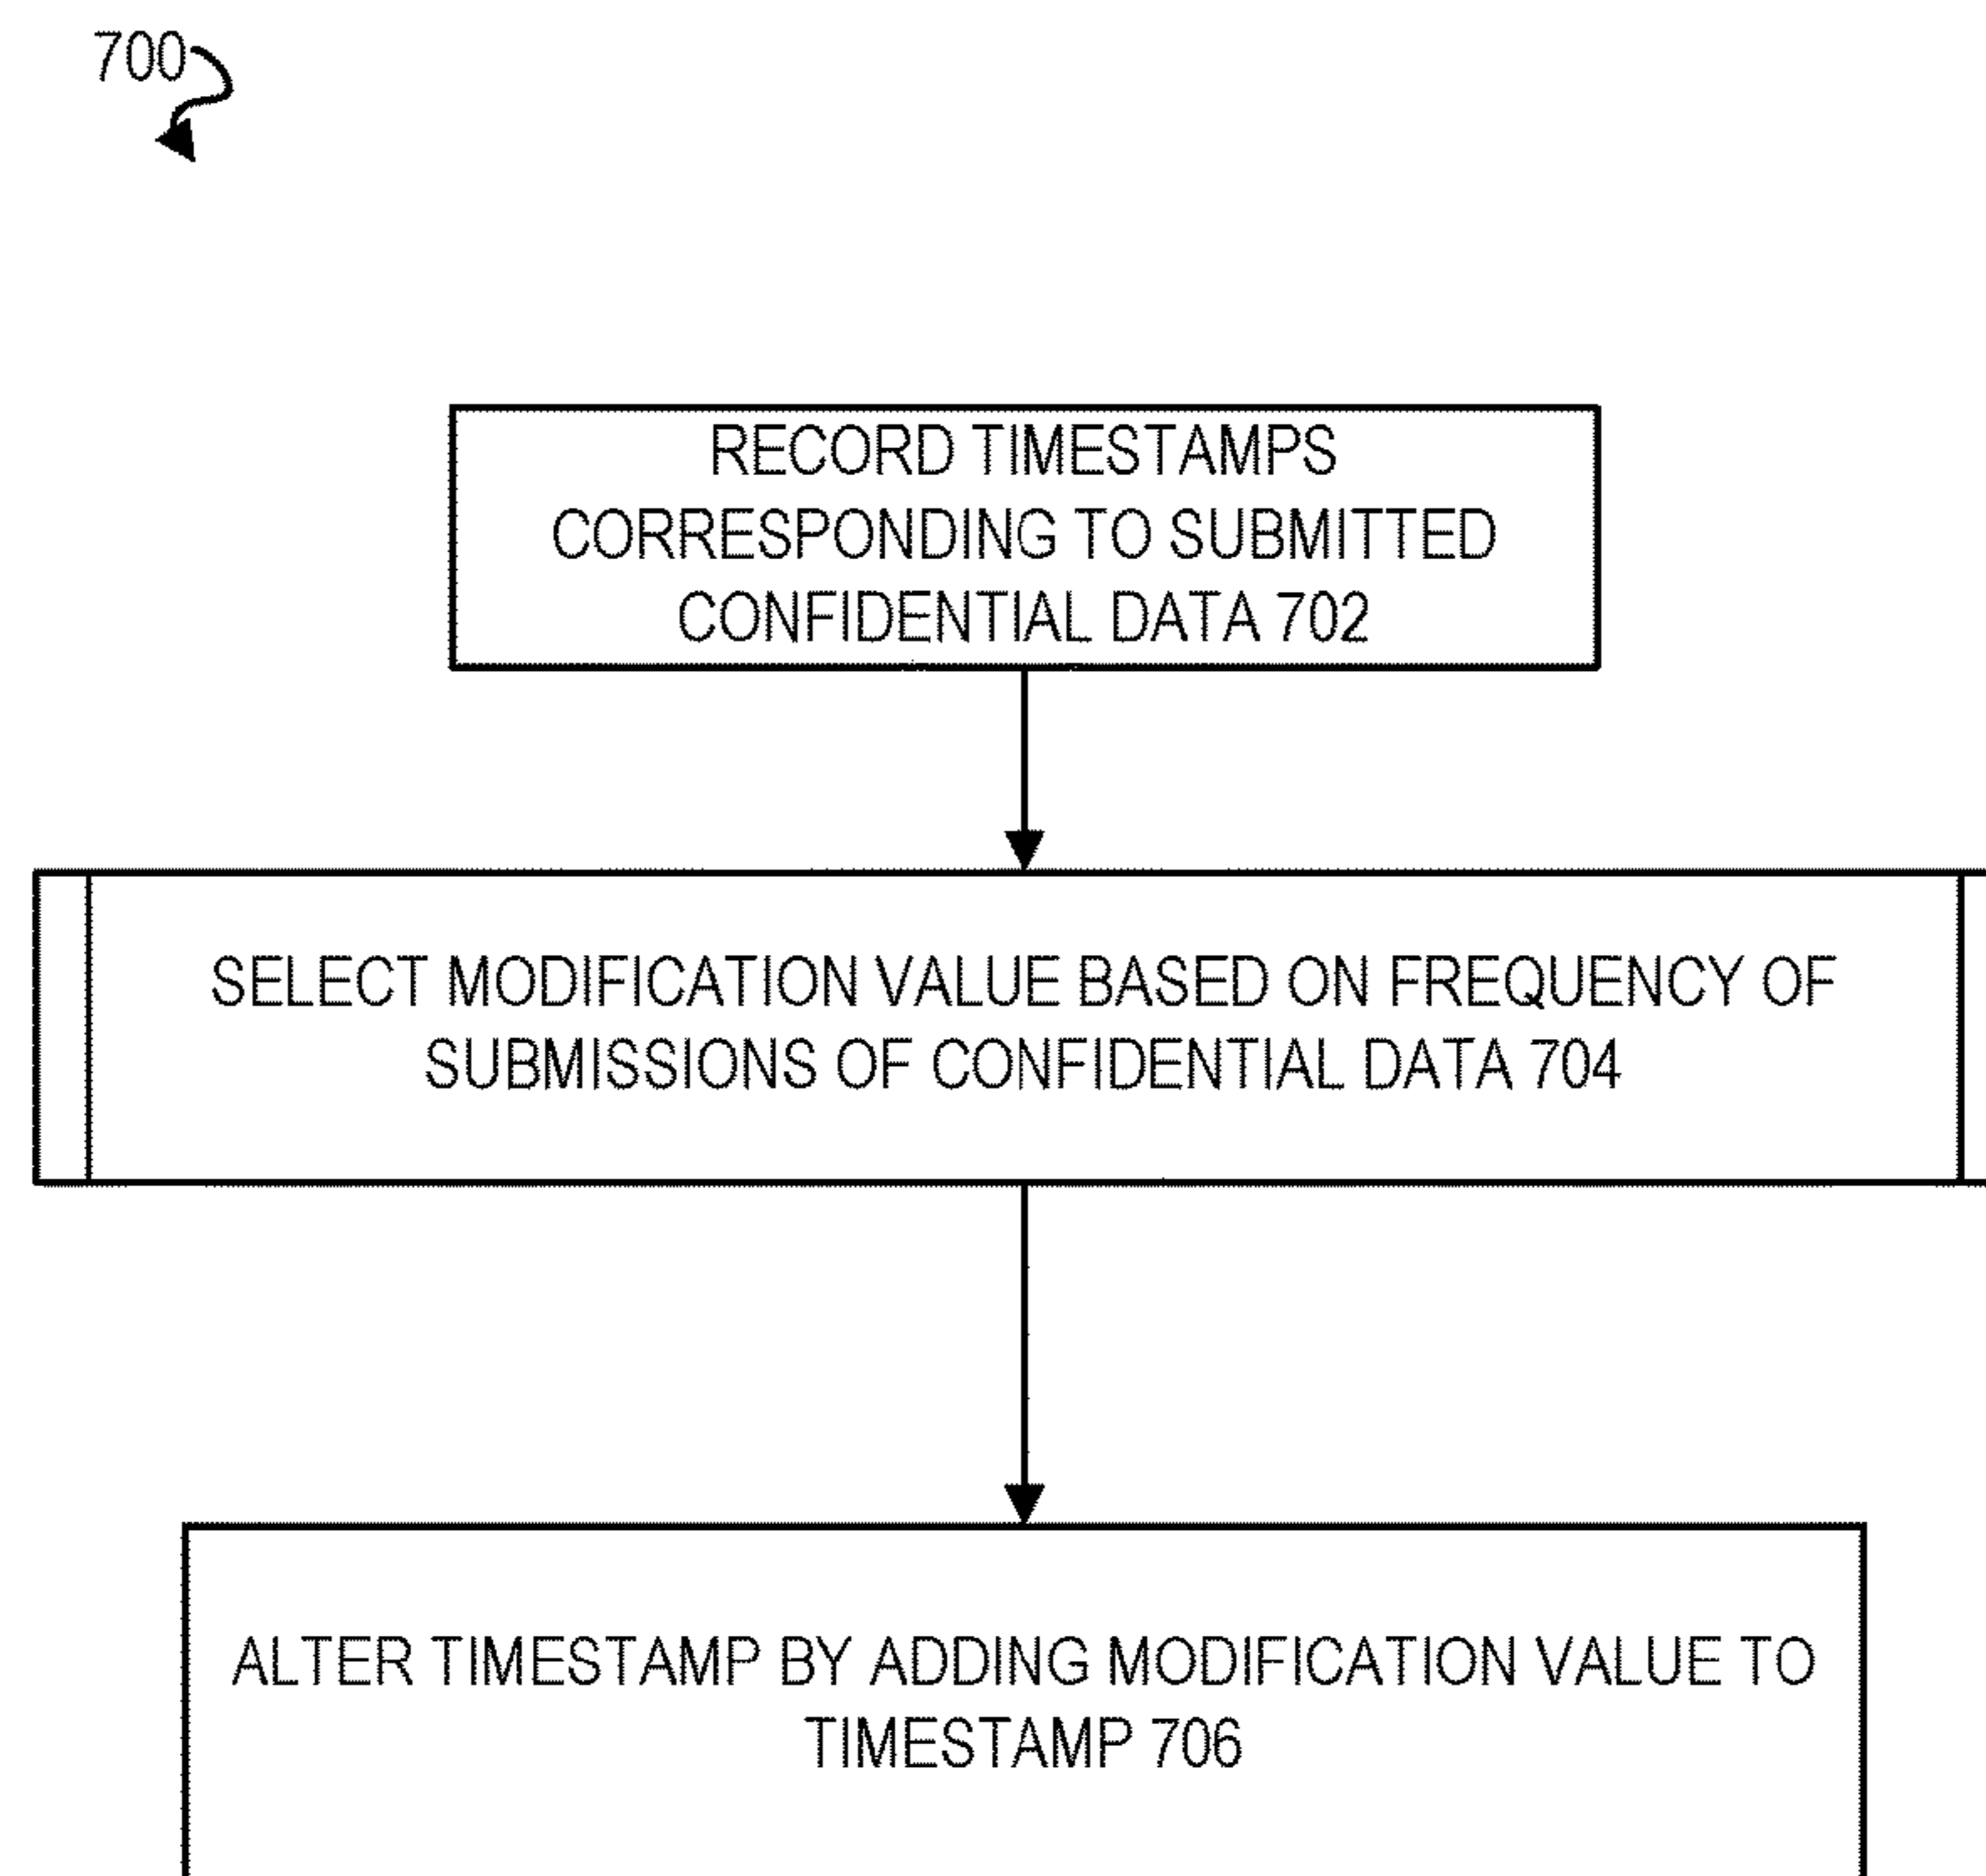 700
RECORD TIMESTAMPS
CORRESPONDING TO SUBMITTED
CONFIDENTIAL DATA 702
SELECT MODIFICATION VALUE BASED ON FREQUENCY OF
SUBMISSIONS OF CONFIDENTIAL DATA 704
ALTER TIMESTAMP BY ADDING MODIFICATION VALUE TO
TIMESTAMP 706